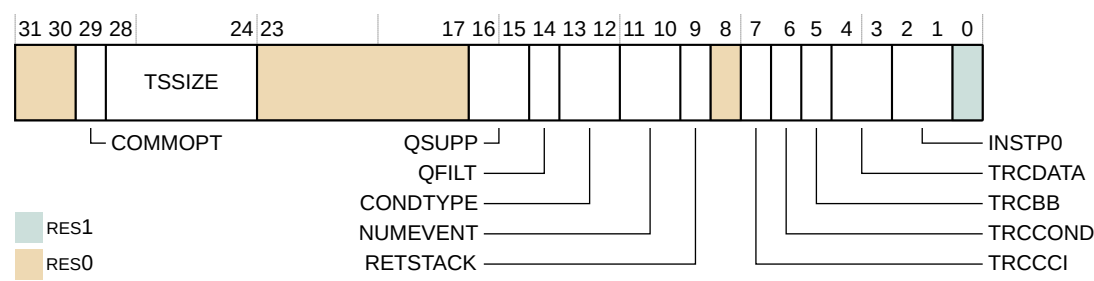 31 30 29 28 24 23 17 16 15 14 13 12 11 10 9 8 7 6 5 4 3 2 1 0
TSSIZE
COMMOPT QSUPP INSTP0
QFILT TRCDATA
CONDTYPE TRCBB
RES1 NUMEVENT TRCCOND
RES0 RETSTACK TRCCCI